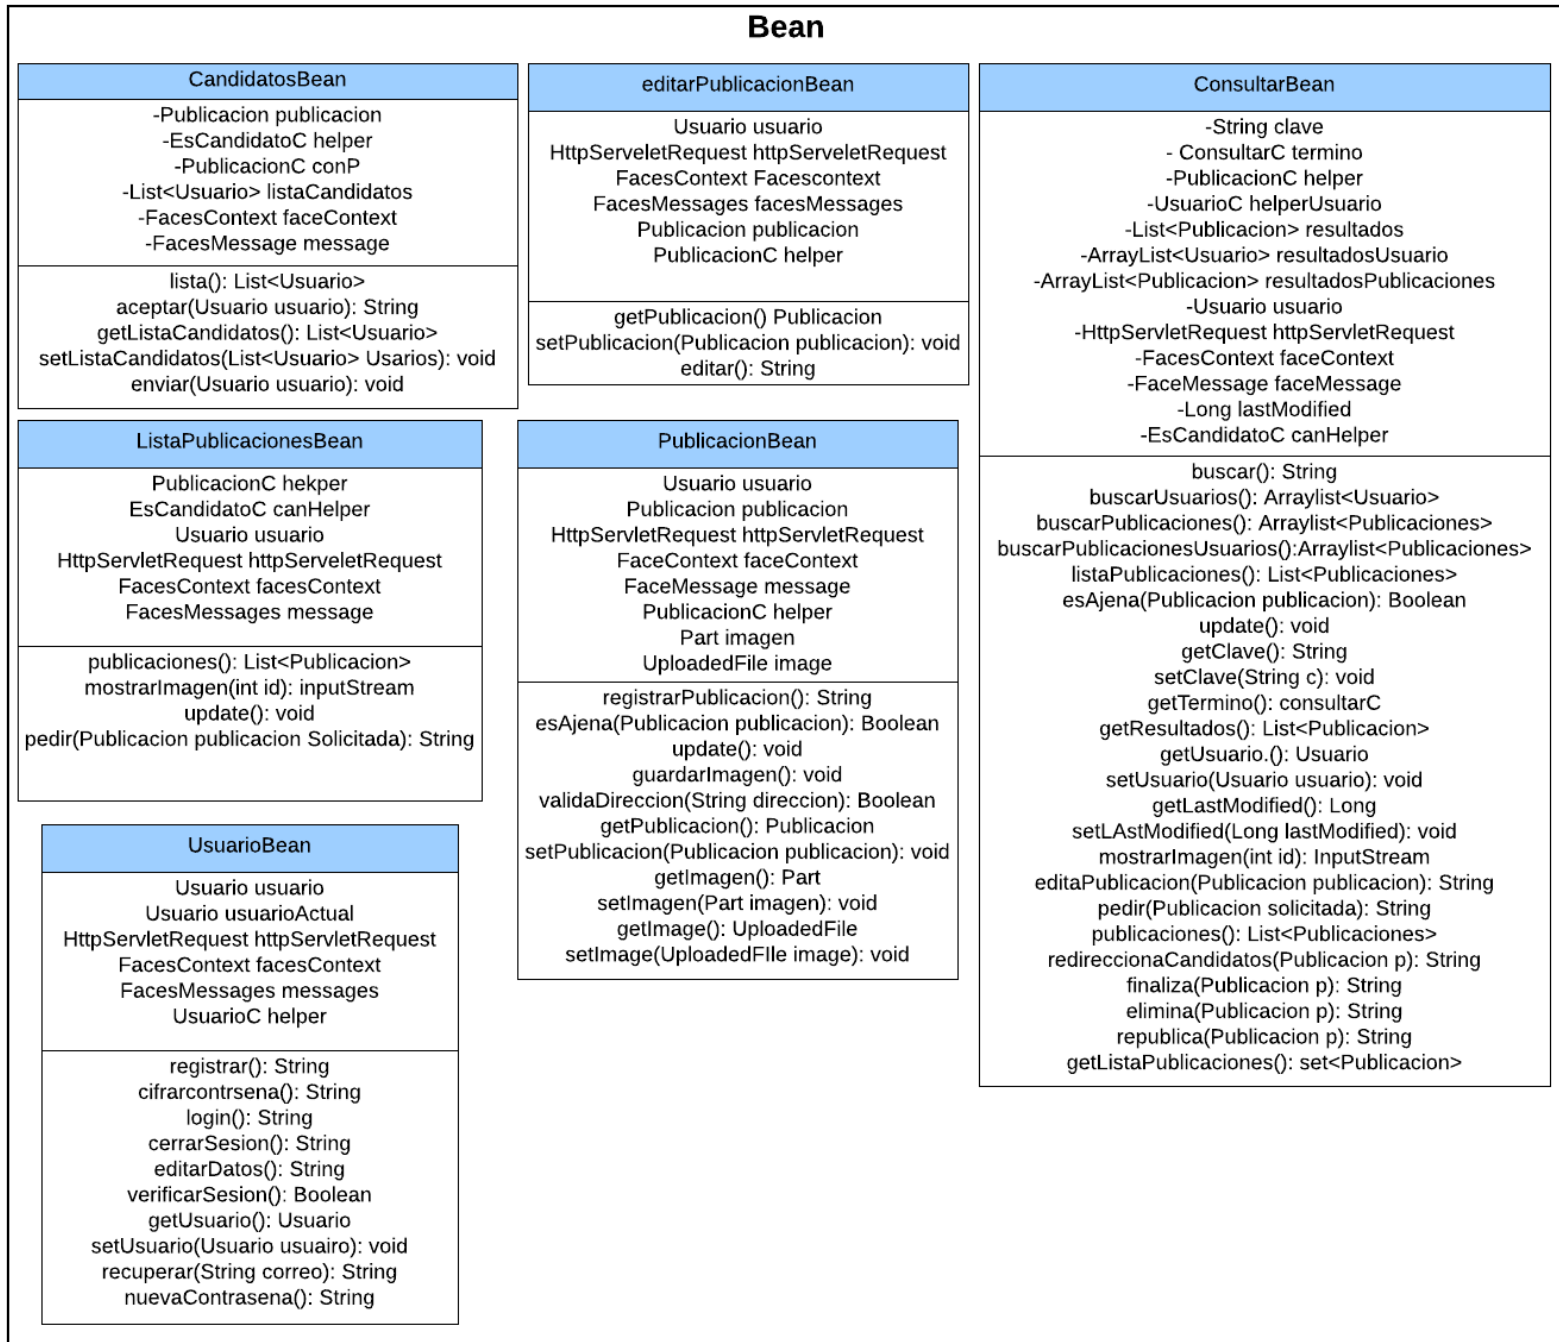 Bean
CandidatosBean
-Publicacion publicacion
-EsCandidatoC helper
-PublicacionC conP
-List<Usuario> listaCandidatos
-FacesContext faceContext
-FacesMessage message
lista(): List<Usuario>
aceptar(Usuario usuario): String
getListaCandidatos(): List<Usuario>
setListaCandidatos(List<Usuario> Usarios): void
enviar(Usuario usuario): void
editarPublicacionBean
Usuario usuario
HttpServeletRequest httpServeletRequest
FacesContext Facescontext
FacesMessages facesMessages
Publicacion publicacion
PublicacionC helper
getPublicacion() Publicacion
setPublicacion(Publicacion publicacion): void
editar(): String
ConsultarBean
-String clave
- ConsultarC termino
-PublicacionC helper
-UsuarioC helperUsuario
-List<Publicacion> resultados
-ArrayList<Usuario> resultadosUsuario
-ArrayList<Publicacion> resultadosPublicaciones
-Usuario usuario
-HttpServletRequest httpServletRequest
-FacesContext faceContext
-FaceMessage faceMessage
-Long lastModified
-EsCandidatoC canHelper
buscar(): String
buscarUsuarios(): Arraylist<Usuario>
buscarPublicaciones(): Arraylist<Publicaciones>
buscarPublicacionesUsuarios():Arraylist<Publicaciones>
listaPublicaciones(): List<Publicaciones>
esAjena(Publicacion publicacion): Boolean
update(): void
getClave(): String
setClave(String c): void
getTermino(): consultarC
getResultados(): List<Publicacion>
getUsuario.(): Usuario
setUsuario(Usuario usuario): void
getLastModified(): Long
setLAstModified(Long lastModified): void
mostrarImagen(int id): InputStream
editaPublicacion(Publicacion publicacion): String
pedir(Publicacion solicitada): String
publicaciones(): List<Publicaciones>
redireccionaCandidatos(Publicacion p): String
finaliza(Publicacion p): String
elimina(Publicacion p): String
republica(Publicacion p): String
getListaPublicaciones(): set<Publicacion>
ListaPublicacionesBean
PublicacionC hekper
EsCandidatoC canHelper
Usuario usuario
HttpServletRequest httpServeletRequest
FacesContext facesContext
FacesMessages message
publicaciones(): List<Publicacion>
mostrarImagen(int id): inputStream
update(): void
pedir(Publicacion publicacion Solicitada): String
PublicacionBean
Usuario usuario
Publicacion publicacion
HttpServletRequest httpServletRequest
FaceContext faceContext
FaceMessage message
PublicacionC helper
Part imagen
UploadedFile image
registrarPublicacion(): String
esAjena(Publicacion publicacion): Boolean
update(): void
guardarImagen(): void
validaDireccion(String direccion): Boolean
getPublicacion(): Publicacion
setPublicacion(Publicacion publicacion): void
getImagen(): Part
setImagen(Part imagen): void
getImage(): UploadedFile
setImage(UploadedFIle image): void
UsuarioBean
Usuario usuario
Usuario usuarioActual
HttpServletRequest httpServletRequest
FacesContext facesContext
FacesMessages messages
UsuarioC helper
registrar(): String
cifrarcontrsena(): String
login(): String
cerrarSesion(): String
editarDatos(): String
verificarSesion(): Boolean
getUsuario(): Usuario
setUsuario(Usuario usuairo): void
recuperar(String correo): String
nuevaContrasena(): String